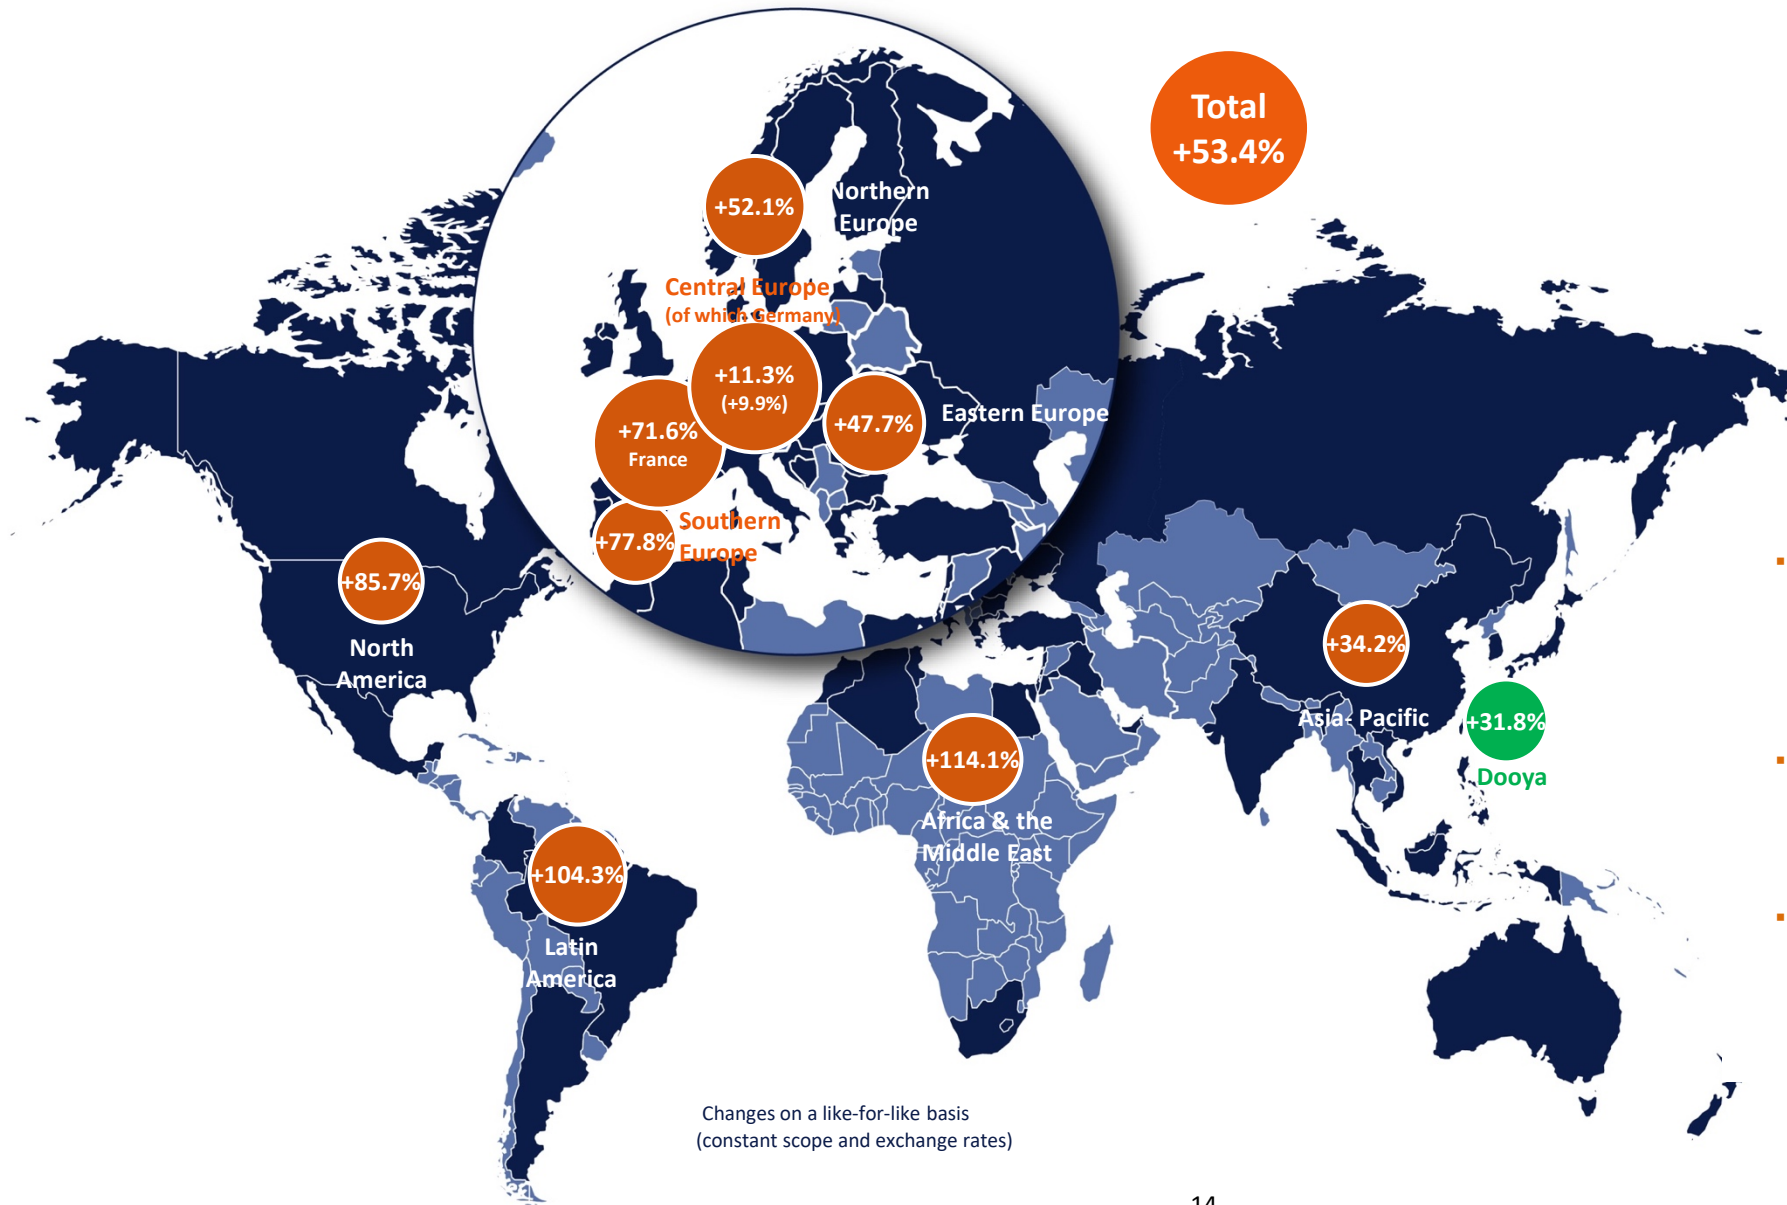 Total
+53.4%
+52.1%
Northern
Europe
Central Europe
(of which Germany)
+11.3%
(+9.9%)
+71.6%
France
+47.7%
Eastern Europe
+77.8%
Southern
Europe
+85.7%
North
America
+34.2%
Asia- Pacific
+31.8%
Dooya
+114.1%
Africa & the
Middle East
+104.3%
Latin
America
Changes on a like-for-like basis
(constant scope and exchange rates)
14